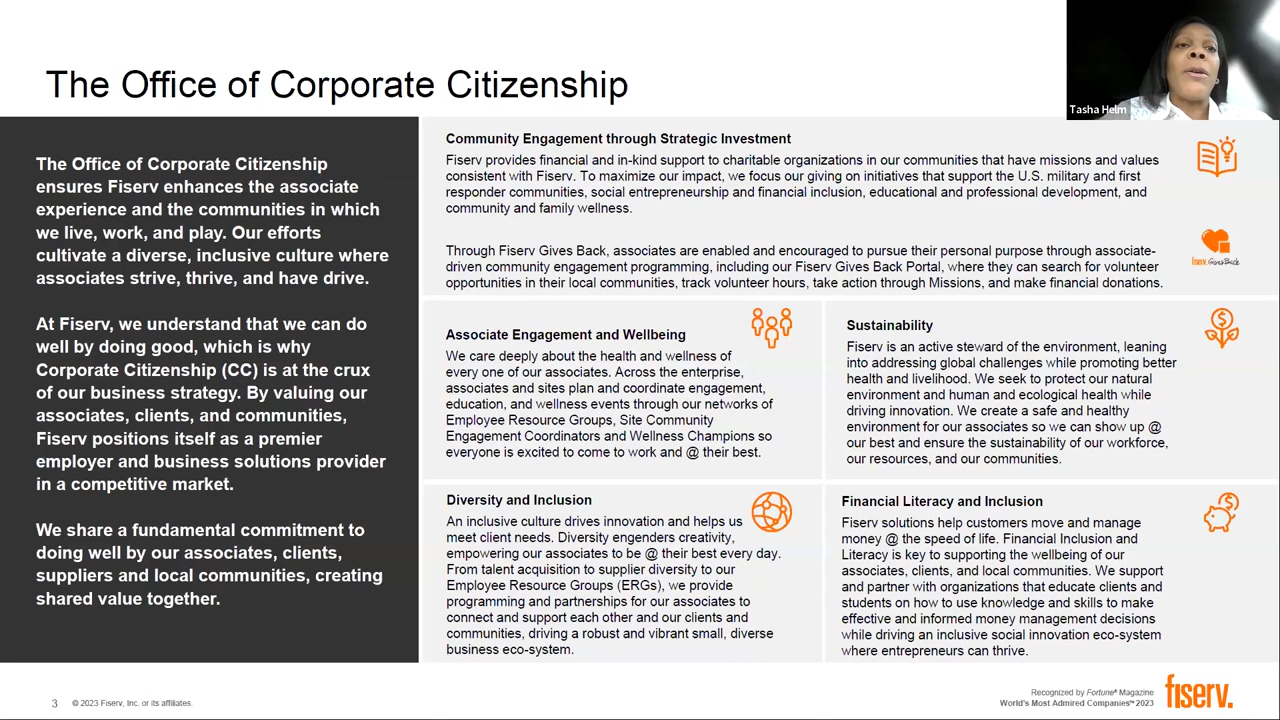 The Office of Corporate Citizenship
Tasha Helm
The Office of Corporate Citizenship
ensures Fiserv enhances the associate
experience and the communities in which
we live, work, and play. Our efforts
cultivate a diverse, inclusive culture where
associates strive, thrive, and have drive.
At Fiserv, we understand that we can do
well by doing good, which is why
Corporate Citizenship (CC) is at the crux
of our business strategy. By valuing our
associates, clients, and communities,
Fiserv positions itself as a premier
employer and business solutions provider
in a competitive market.
We share a fundamental commitment to
doing well by our associates, clients,
suppliers and local communities, creating
shared value together.
Community Engagement through Strategic Investment
Fiserv provides financial and in-kind support to charitable organizations in our communities that have missions and values
consistent with Fiserv. To maximize our impact, we focus our giving on initiatives that support the U.S. military and first
responder communities, social entrepreneurship and financial inclusion, educational and professional development, and
community and family wellness.
Through Fiserv Gives Back, associates are enabled and encouraged to pursue their personal purpose through associate-
driven community engagement programming, including our Fiserv Gives Back Portal, where they can search for volunteer
opportunities in their local communities, track volunteer hours, take action through Missions, and make financial donations.
fiserv. Gives Back
Associate Engagement and Wellbeing
We care deeply about the health and wellness of
every one of our associates. Across the enterprise,
associates and sites plan and coordinate engagement,
education, and wellness events through our networks of
Employee Resource Groups, Site Community
Engagement Coordinators and Wellness Champions so
everyone is excited to come to work and @ their best.
Sustainability
Fiserv is an active steward of the environment, leaning
into addressing global challenges while promoting better
health and livelihood. We seek to protect our natural
environment and human and ecological health while
driving innovation. We create a safe and healthy
environment for our associates so we can show up @
our best and ensure the sustainability of our workforce,
our resources, and our communities.
Diversity and Inclusion
An inclusive culture drives innovation and helps us
meet client needs. Diversity engenders creativity,
empowering our associates to be @ their best every day.
From talent acquisition to supplier diversity to our
Employee Resource Groups (ERGs), we provide
programming and partnerships for our associates to
connect and support each other and our clients and
communities, driving a robust and vibrant small, diverse
business eco-system.
Financial Literacy and Inclusion
Fiserv solutions help customers move and manage
money @ the speed of life. Financial Inclusion and
Literacy is key to supporting the wellbeing of our
associates, clients, and local communities. We support
and partner with organizations that educate clients and
students on how to use knowledge and skills to make
effective and informed money management decisions
while driving an inclusive social innovation eco-system
where entrepreneurs can thrive.
3 © 2023 Fiserv, Inc. or its affiliates.
Recognized by Fortune® Magazine
World's Most Admired Companies™ 2023
fiserv.